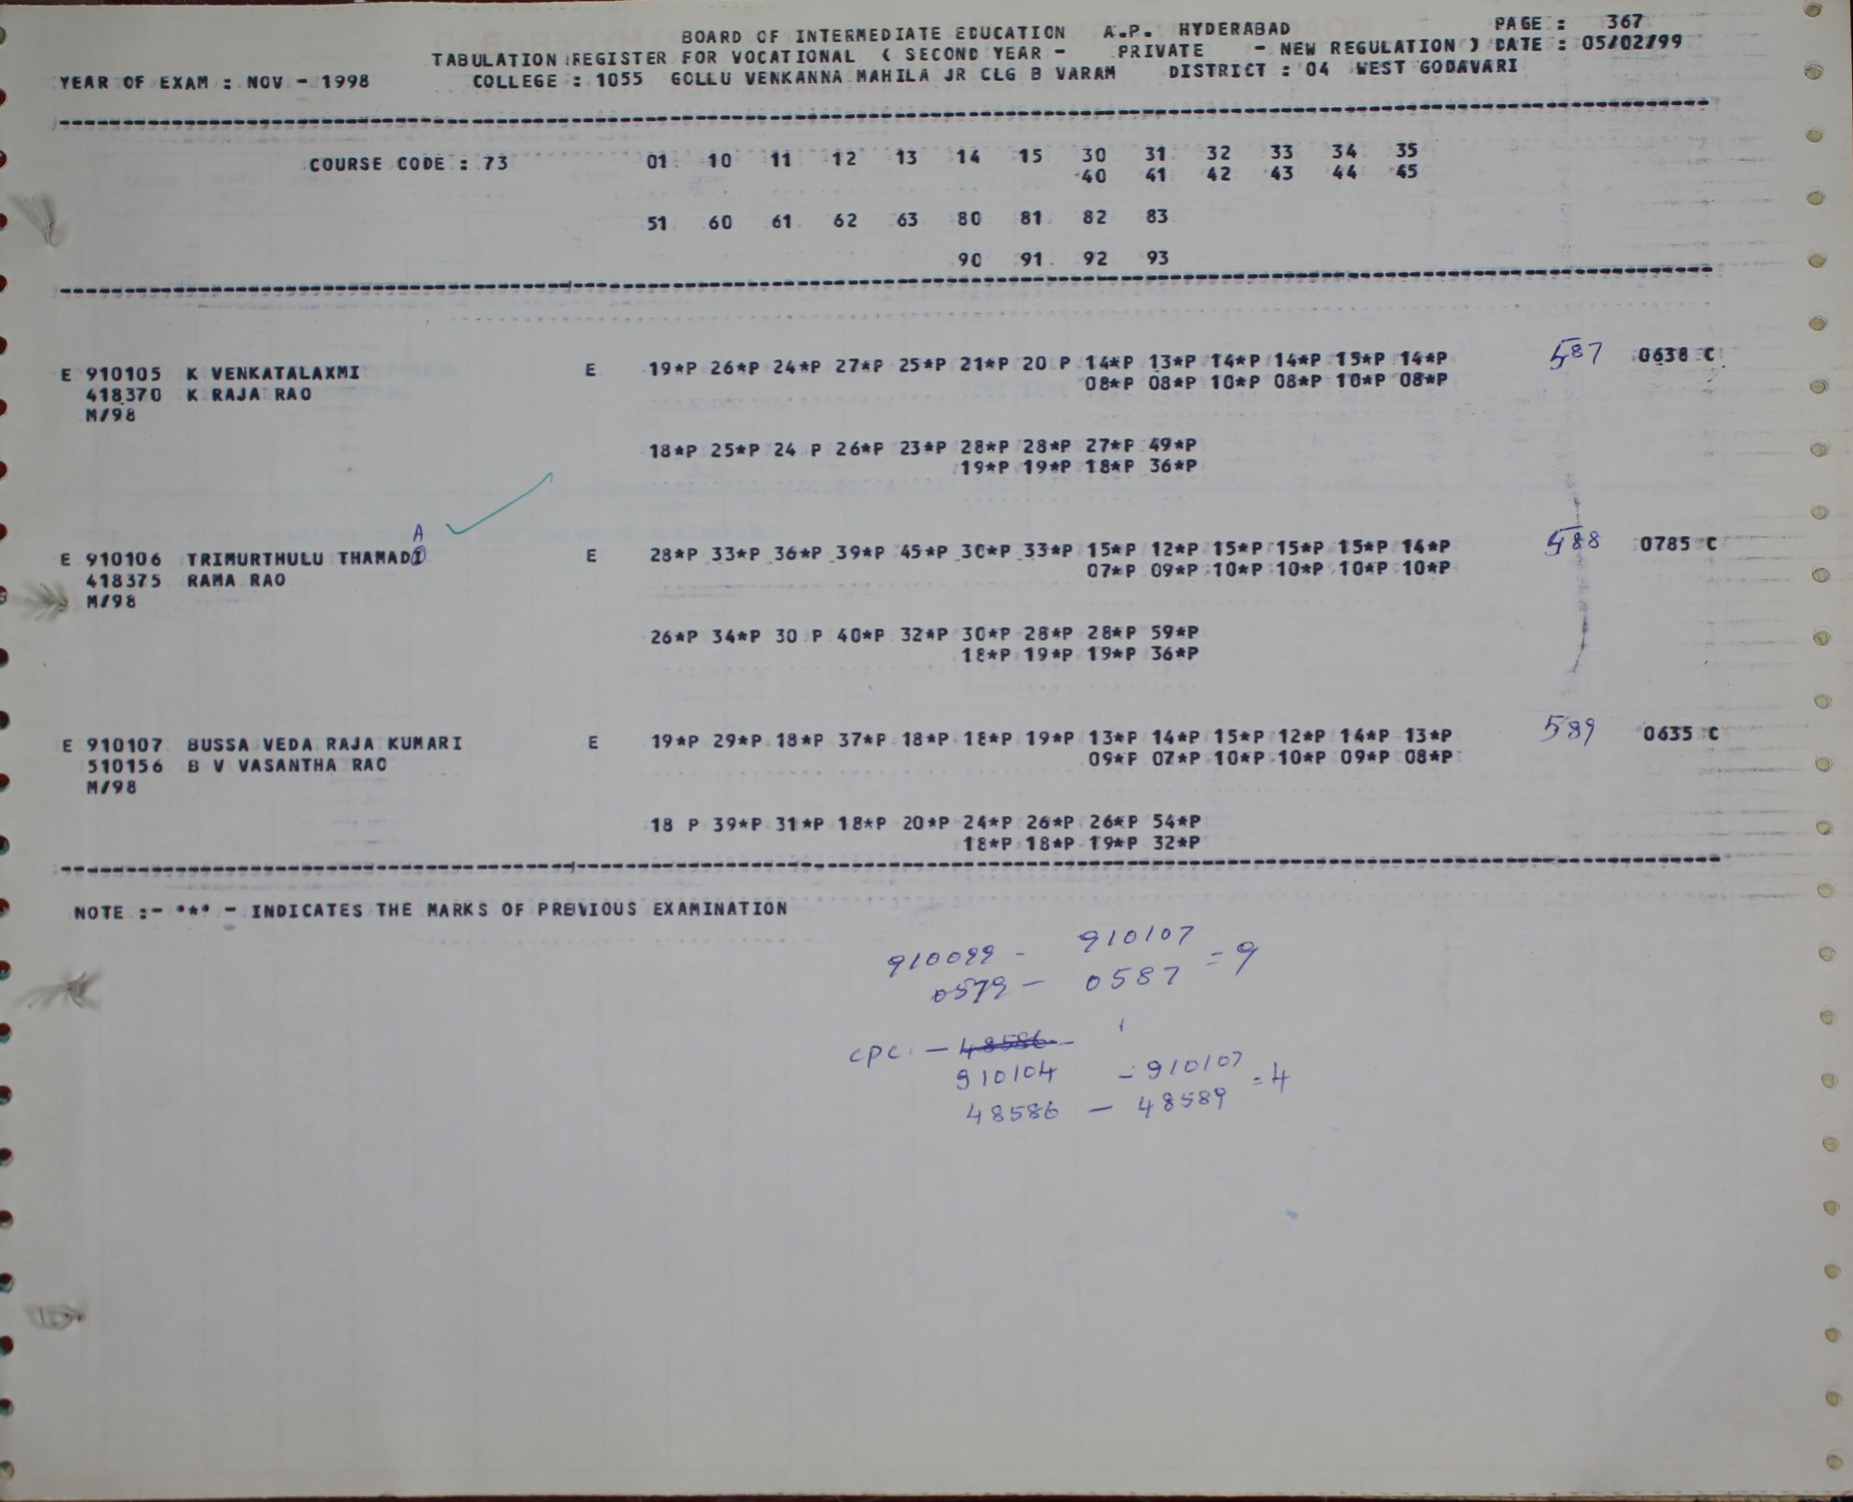 BOARD OF INTERMEDIATE EDUCATION A.P. HYDERABAD PAGE : 367
TABULATION REGISTER FOR VOCATIONAL ( SECOND YEAR - PRIVATE - NEW REGULATION ) DATE : 05/02/99
YEAR OF EXAM : NOV - 1998 COLLEGE : 1055 GOLLU VENKANNA MAHILA JR CLG B VARAM DISTRICT : 04 WEST GODAVARI
COURSE CODE : 73 01 10 11 12 13 14 15 30 31 32 33 34 35
40 41 42 43 44 45
51 60 61 62 63 80 81 82 83
90 91 92 93
E 910105 K VENKATALAXMI E 19*P 26*P 24*P 27*P 25*P 21*P 20 P 14*P 13*P 14*P 14*P 15*P 14*P 587 0638 C
418370 K RAJA RAO 08*P 08*P 10*P 08*P 10*P 08*P
M/98
18*P 25*P 24 P 26*P 23*P 28*P 28*P 27*P 49*P
19*P 19*P 18*P 36*P
A
E 910106 TRIMURTHULU THAMADI E 28*P 33*P 36*P 39*P 45*P 30*P 33*P 15*P 12*P 15*P 15*P 15*P 14*P 588 0785 C
418375 RAMA RAO 07*P 09*P 10*P 10*P 10*P 10*P
M/98
26*P 34*P 30 P 40*P 32*P 30*P 28*P 28*P 59*P
18*P 19*P 19*P 36*P
E 910107 BUSSA VEDA RAJA KUMARI E 19*P 29*P 18*P 37*P 18*P 18*P 19*P 13*P 14*P 15*P 12*P 14*P 13*P 589 0635 C
510156 B V VASANTHA RAO 09*P 07*P 10*P 10*P 09*P 08*P
M/98
18 P 39*P 31*P 18*P 20*P 24*P 26*P 26*P 54*P
18*P 18*P 19*P 32*P
NOTE :- '*' - INDICATES THE MARKS OF PREVIOUS EXAMINATION
910099 - 910107 = 9
0579 - 0587
CPC. - 48586
910104 - 910107 = 4
48586 - 48589